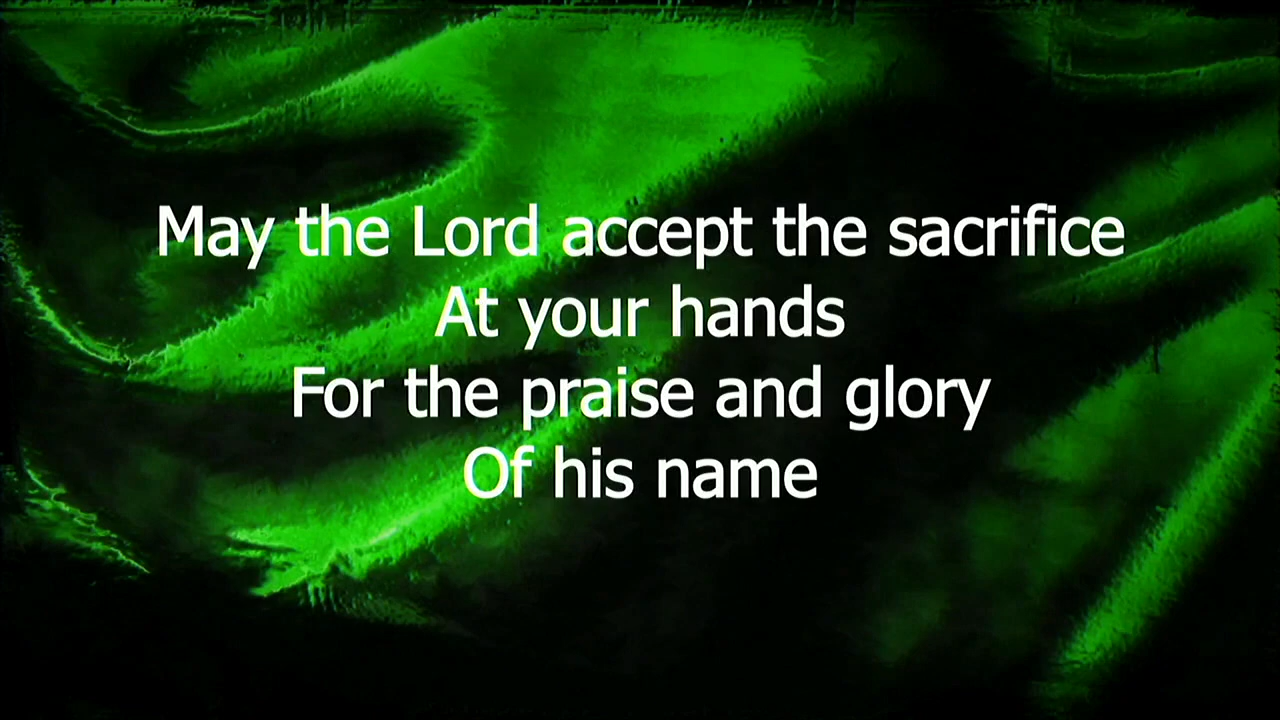 May the Lord accept the sacrifice
At your hands
For the praise and glory
Of his name